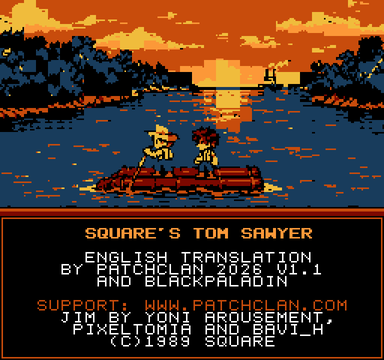 SQUARE'S TOM SAWYER
ENGLISH TRANSLATION
BY PATCHCLAN 2026 V1.1
AND BLACKPALADIN
SUPPORT: WWW.PATCHCLAN.COM
JIM BY YONI AROUSEMENT,
PIXELTOMIA AND BAVI_H
(C)1989 SQUARE